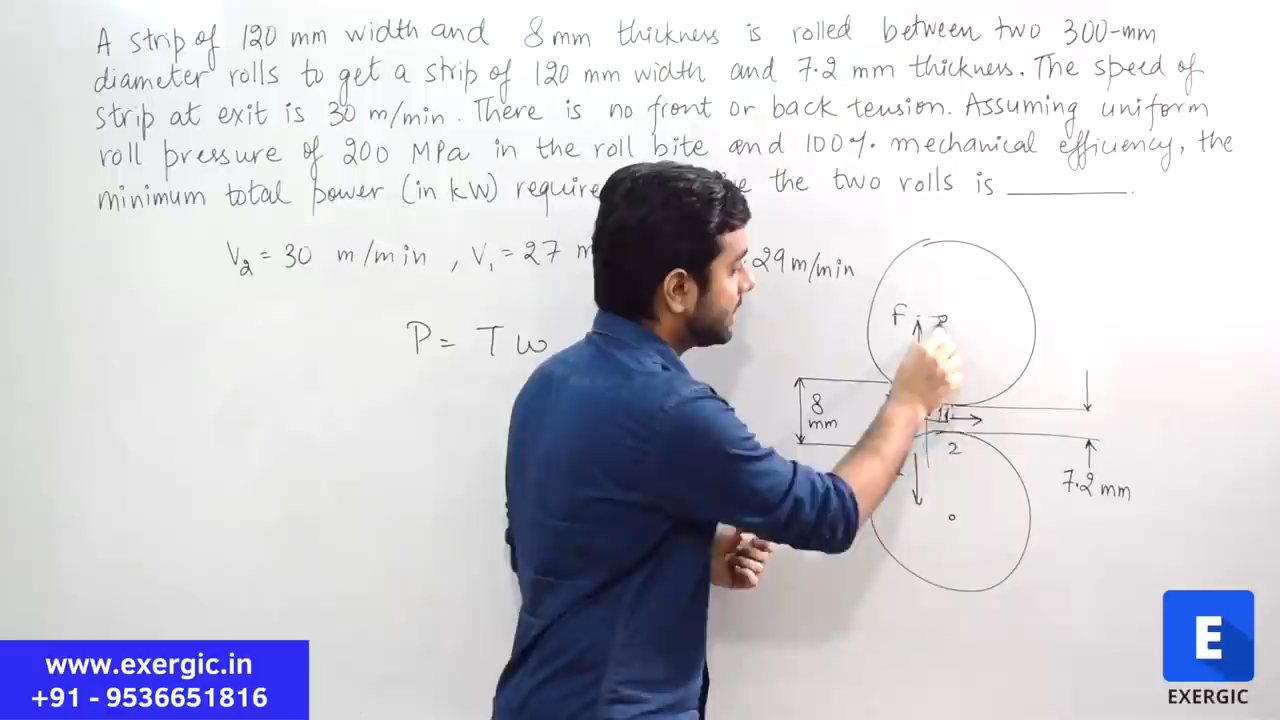 A strip of 120 mm width and 8 mm thickness is rolled between two 300-mm
diameter rolls to get a strip of 120 mm width and 7.2 mm thickness. The speed of
strip at exit is 30 m/min. There is no front or back tension. Assuming uniform
roll pressure of 200 MPa in the roll bite and 100% mechanical efficiency, the
minimum total power (in kW) the two rolls is ______.
V2 = 30 m/min, V1 = 27 29 m/min
P = T ω
F
8
mm
2
7.2 mm
www.exergic.in
+91 - 9536651816
E
EXERGIC